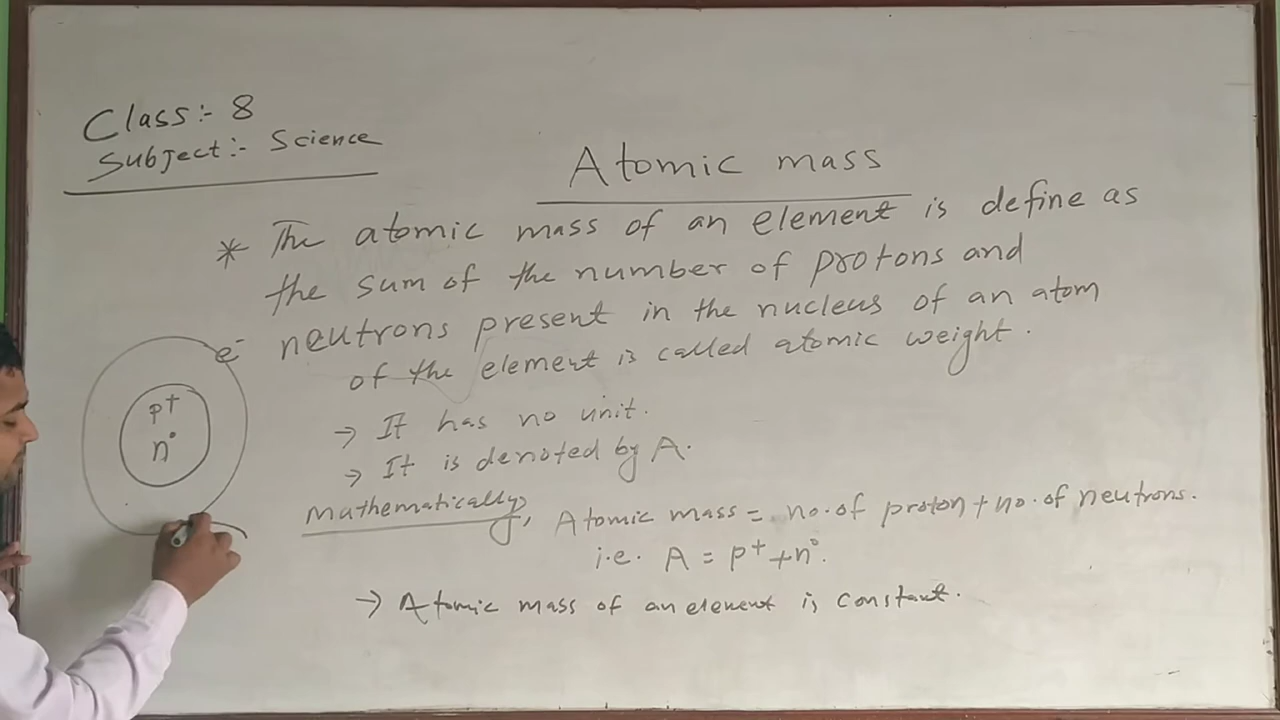 Class:- 8
Subject:- Science
Atomic mass
* The atomic mass of an element is define as
the sum of the number of protons and
neutrons present in the nucleus of an atom
of the element is called atomic weight.
→ It has no unit.
→ It is denoted by A.
Mathematically, Atomic mass = no. of proton + no. of neutrons.
i.e. A = p⁺ + n°.
→ Atomic mass of an element is constant.
e⁻
p⁺
n°